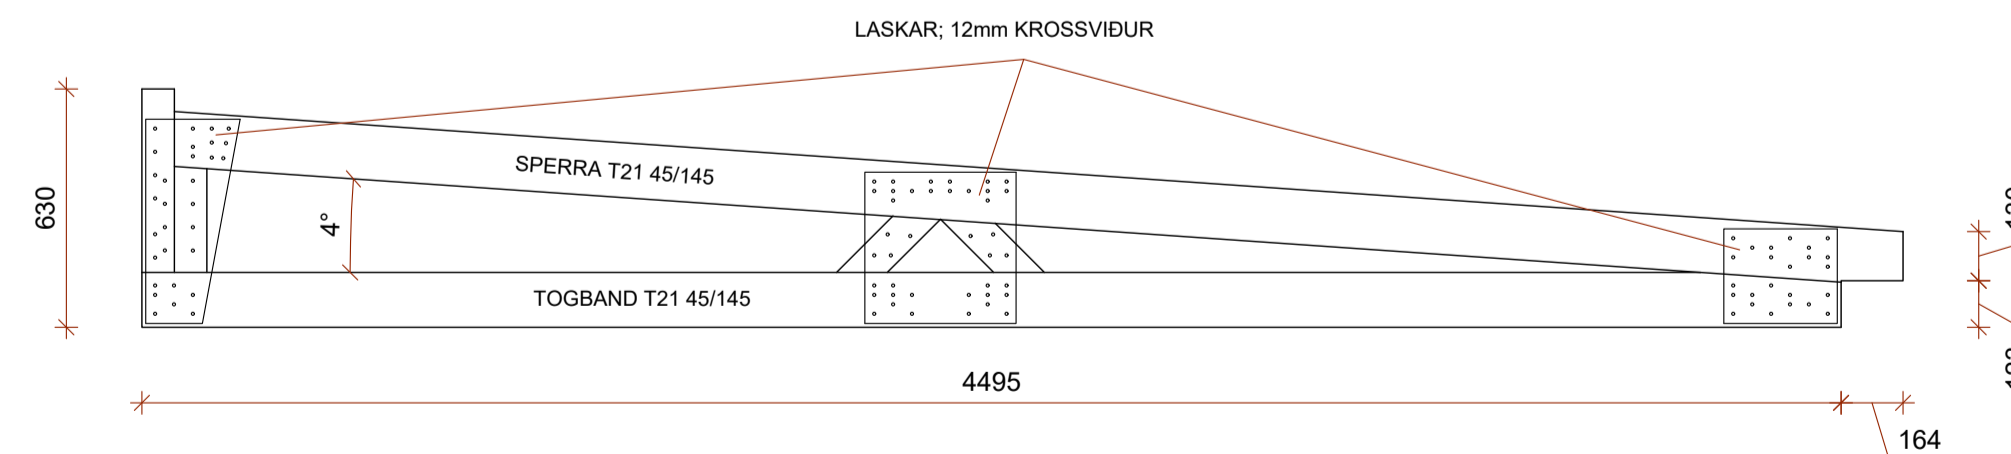 LASKAR; 12mm KROSSVIÐUR
SPERRA T21 45/145
630
4°
TOGBAND T21 45/145
4495
164